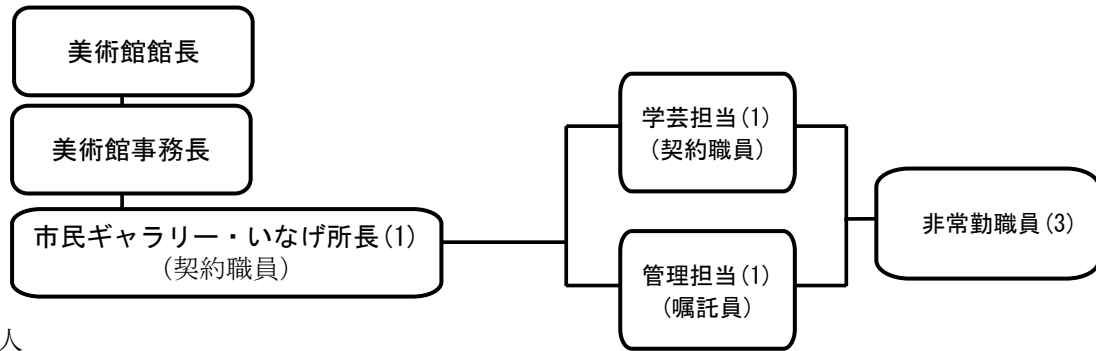 美術館館長
美術館事務長
市民ギャラリー・いなげ所長(1)
(契約職員)
学芸担当(1)
(契約職員)
管理担当(1)
(嘱託員)
非常勤職員(3)
人